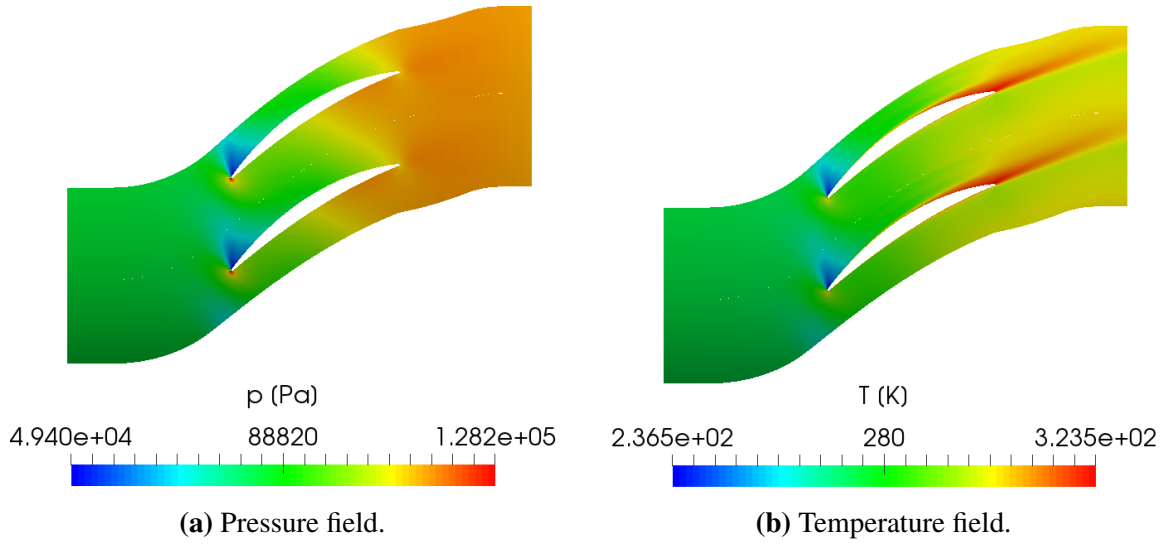 p (Pa)
4.940e+04 88820 1.282e+05
(a) Pressure field.
T (K)
2.365e+02 280 3.235e+02
(b) Temperature field.